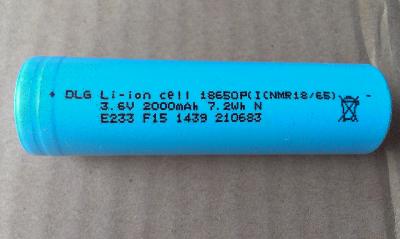 + DLG Li-ion cell 18650P(ICNMR18/65) -
3.6V 2000mAh 7.2Wh N
E233 F15 1439 210683